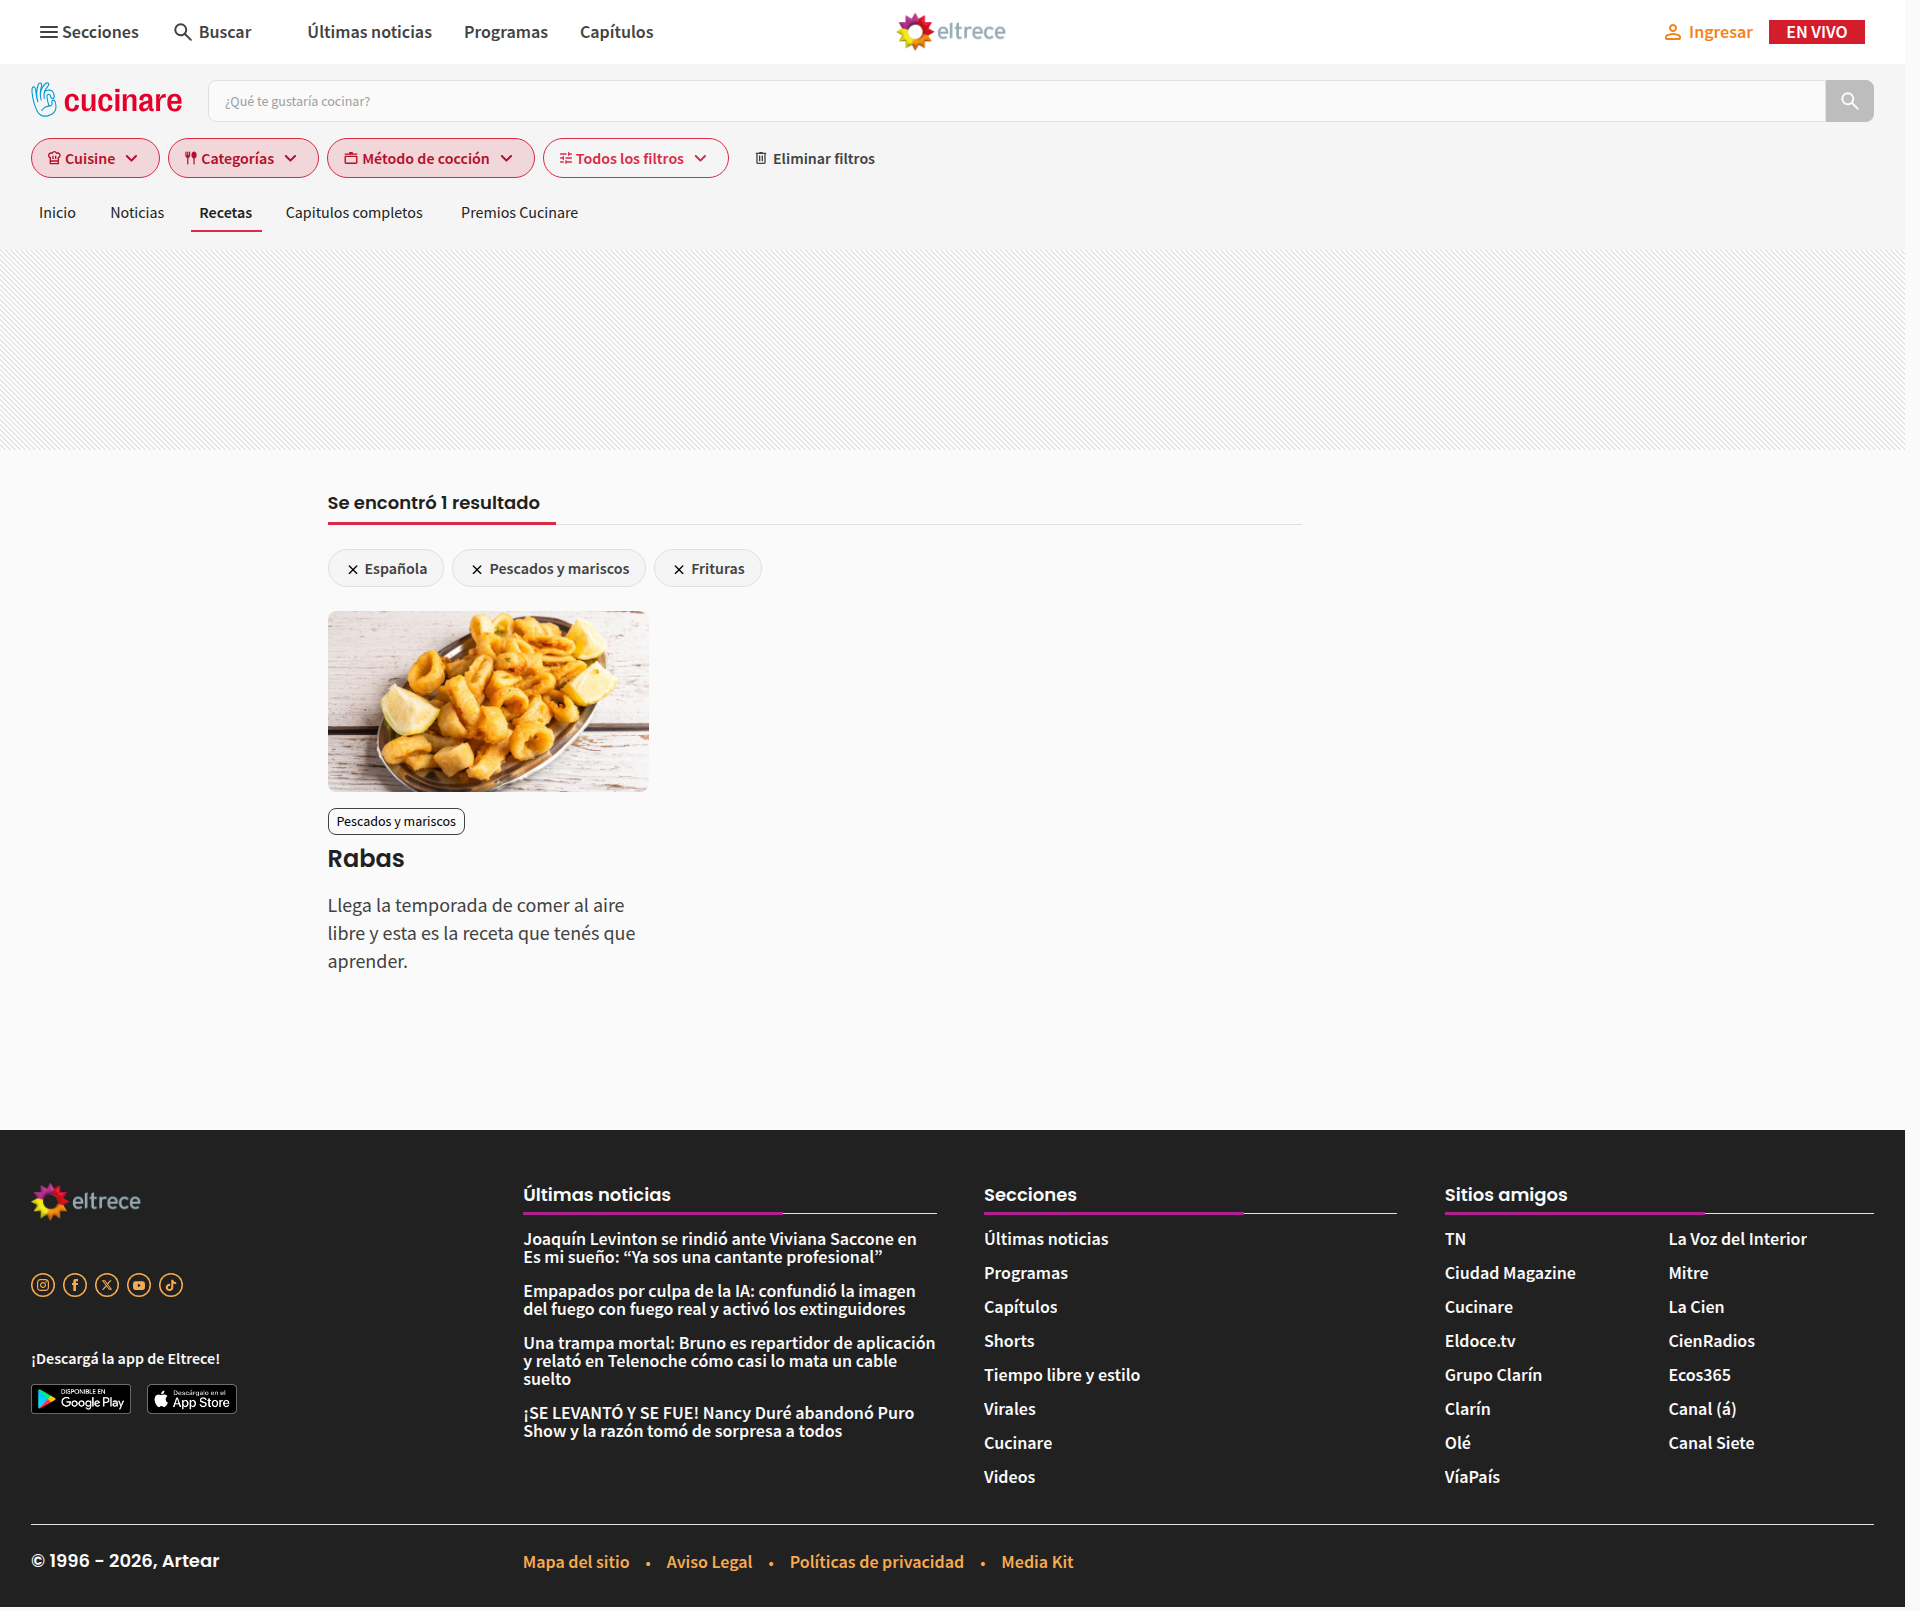 Secciones
Buscar
Últimas noticias
Programas
Capítulos
eltrece
Ingresar
EN VIVO
cucinare
¿Qué te gustaría cocinar?
Cuisine
Categorías
Método de cocción
Todos los filtros
Eliminar filtros
Inicio
Noticias
Recetas
Capitulos completos
Premios Cucinare
Se encontró 1 resultado
Española
Pescados y mariscos
Frituras
Pescados y mariscos
Rabas
Llega la temporada de comer al aire
libre y esta es la receta que tenés que
aprender.
eltrece
¡Descargá la app de Eltrece!
DISPONIBLE EN
Google Play
Descárgalo en el
App Store
Últimas noticias
Joaquín Levinton se rindió ante Viviana Saccone en
Es mi sueño: “Ya sos una cantante profesional”
Empapados por culpa de la IA: confundió la imagen
del fuego con fuego real y activó los extinguidores
Una trampa mortal: Bruno es repartidor de aplicación
y relató en Telenoche cómo casi lo mata un cable
suelto
¡SE LEVANTÓ Y SE FUE! Nancy Duré abandonó Puro
Show y la razón tomó de sorpresa a todos
Secciones
Últimas noticias
Programas
Capítulos
Shorts
Tiempo libre y estilo
Virales
Cucinare
Videos
Sitios amigos
TN
Ciudad Magazine
Cucinare
Eldoce.tv
Grupo Clarín
Clarín
Olé
VíaPaís
La Voz del Interior
Mitre
La Cien
CienRadios
Ecos365
Canal (á)
Canal Siete
© 1996 - 2026, Artear
Mapa del sitio • Aviso Legal • Políticas de privacidad • Media Kit